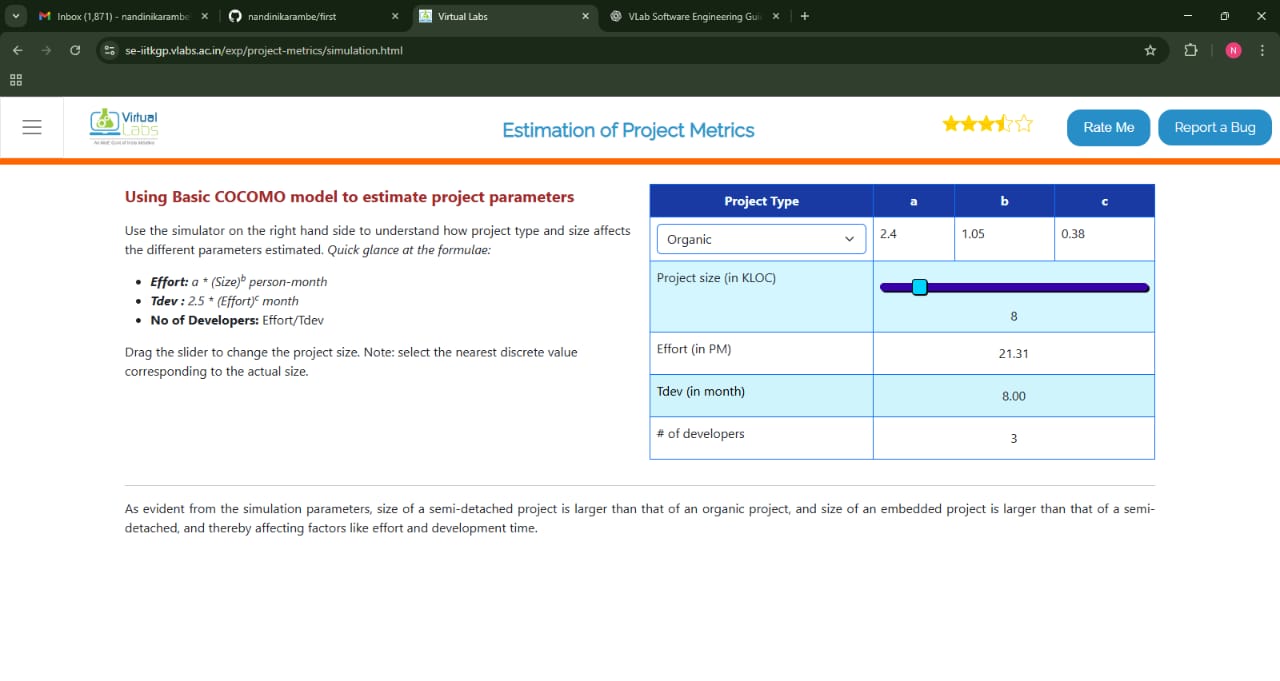 Inbox (1,871) - nandinikarambe
nandinikarambe/first
Virtual Labs
VLab Software Engineering Gui
se-iitkgp.vlabs.ac.in/exp/project-metrics/simulation.html
N
Virtual
Labs
An MoE Govt of India Initiative
Estimation of Project Metrics
Rate Me
Report a Bug
Using Basic COCOMO model to estimate project parameters
Use the simulator on the right hand side to understand how project type and size affects
the different parameters estimated. Quick glance at the formulae:
• Effort: a * (Size)ᵇ person-month
• Tdev : 2.5 * (Effort)ᶜ month
• No of Developers: Effort/Tdev
Drag the slider to change the project size. Note: select the nearest discrete value
corresponding to the actual size.
Project Type a b c
Organic 2.4 1.05 0.38
Project size (in KLOC)
8
Effort (in PM) 21.31
Tdev (in month) 8.00
# of developers 3
As evident from the simulation parameters, size of a semi-detached project is larger than that of an organic project, and size of an embedded project is larger than that of a semi-
detached, and thereby affecting factors like effort and development time.